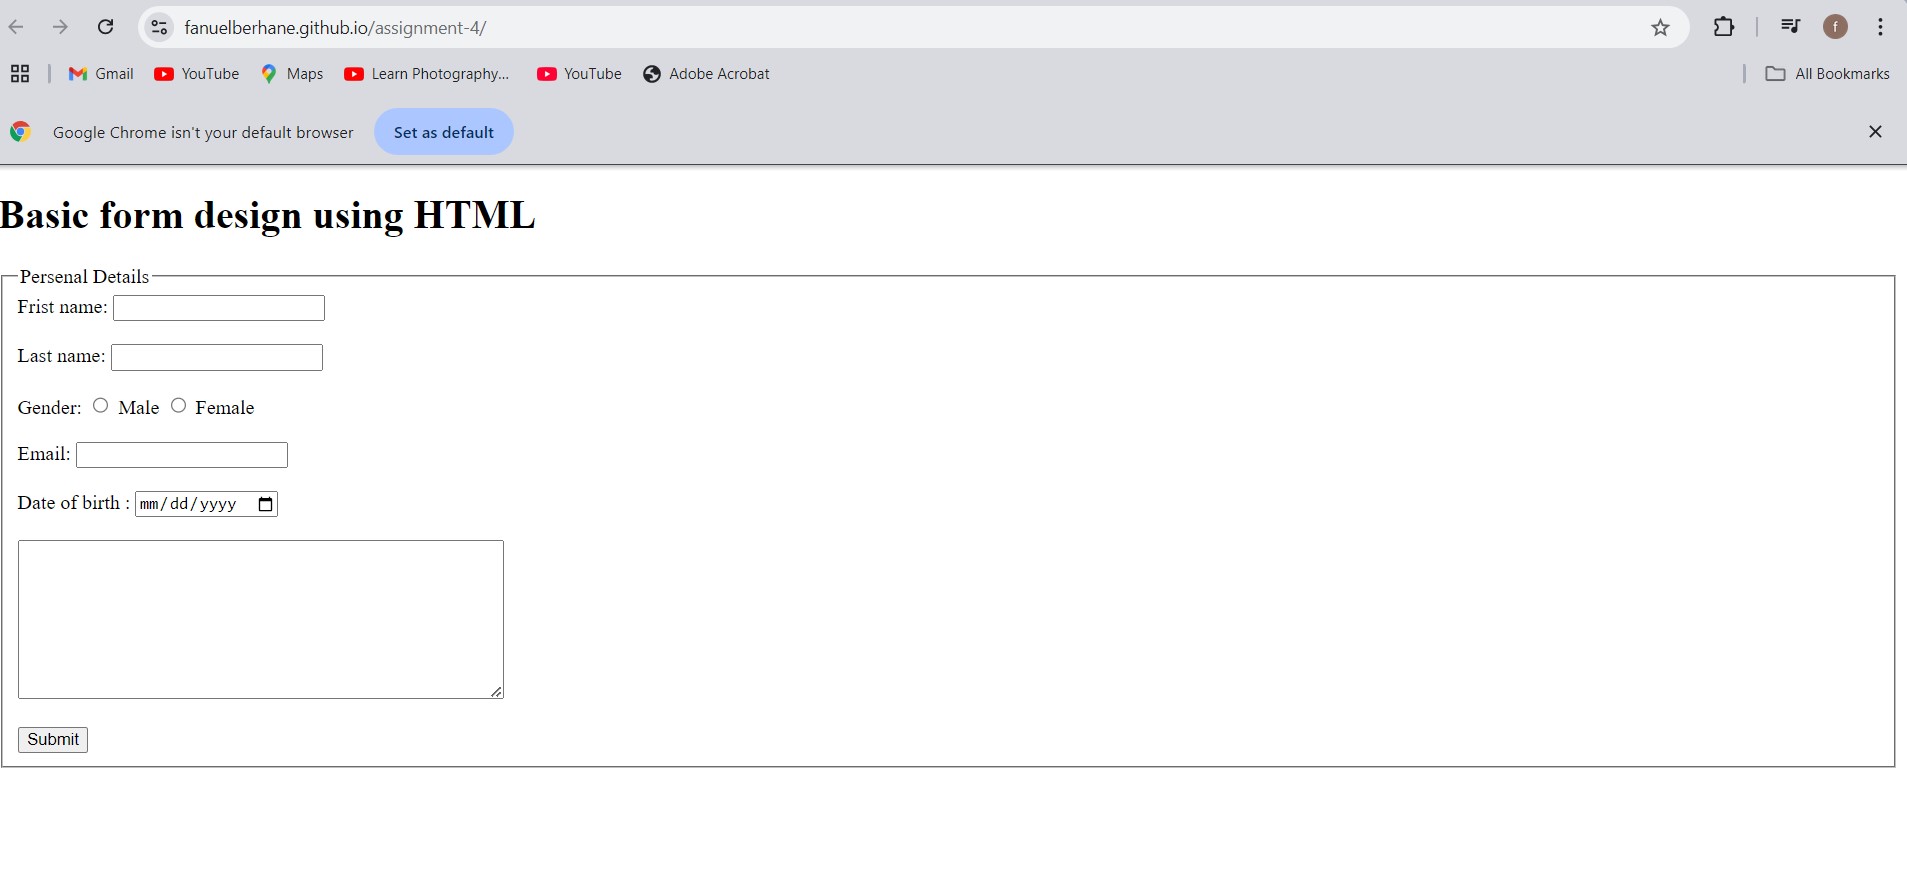 fanuelberhane.github.io/assignment-4/
f
Gmail YouTube Maps Learn Photography... YouTube Adobe Acrobat All Bookmarks
Google Chrome isn't your default browser Set as default
Basic form design using HTML
Persenal Details
Frist name:
Last name:
Gender: Male Female
Email:
Date of birth : mm/dd/yyyy
Submit